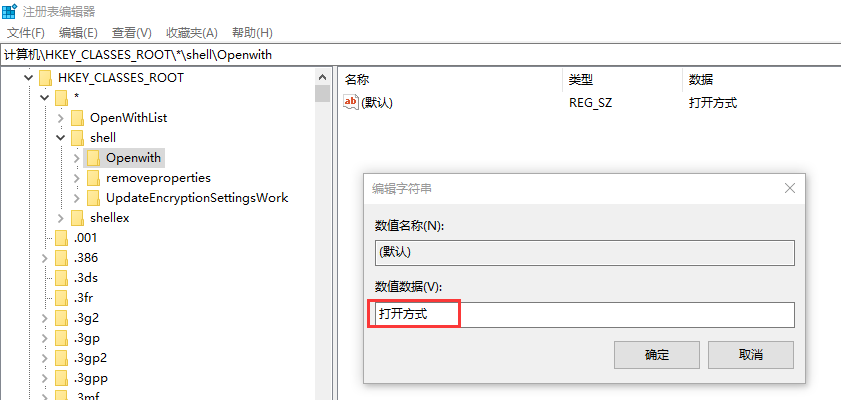 注册表编辑器
文件(F) 编辑(E) 查看(V) 收藏夹(A) 帮助(H)
计算机\HKEY_CLASSES_ROOT\*\shell\Openwith
HKEY_CLASSES_ROOT
*
OpenWithList
shell
Openwith
removeproperties
UpdateEncryptionSettingsWork
shellex
.001
.386
.3ds
.3fr
.3g2
.3gp
.3gp2
.3gpp
.3mf
名称 类型 数据
ab (默认) REG_SZ 打开方式
编辑字符串
数值名称(N):
(默认)
数值数据(V):
打开方式
确定 取消